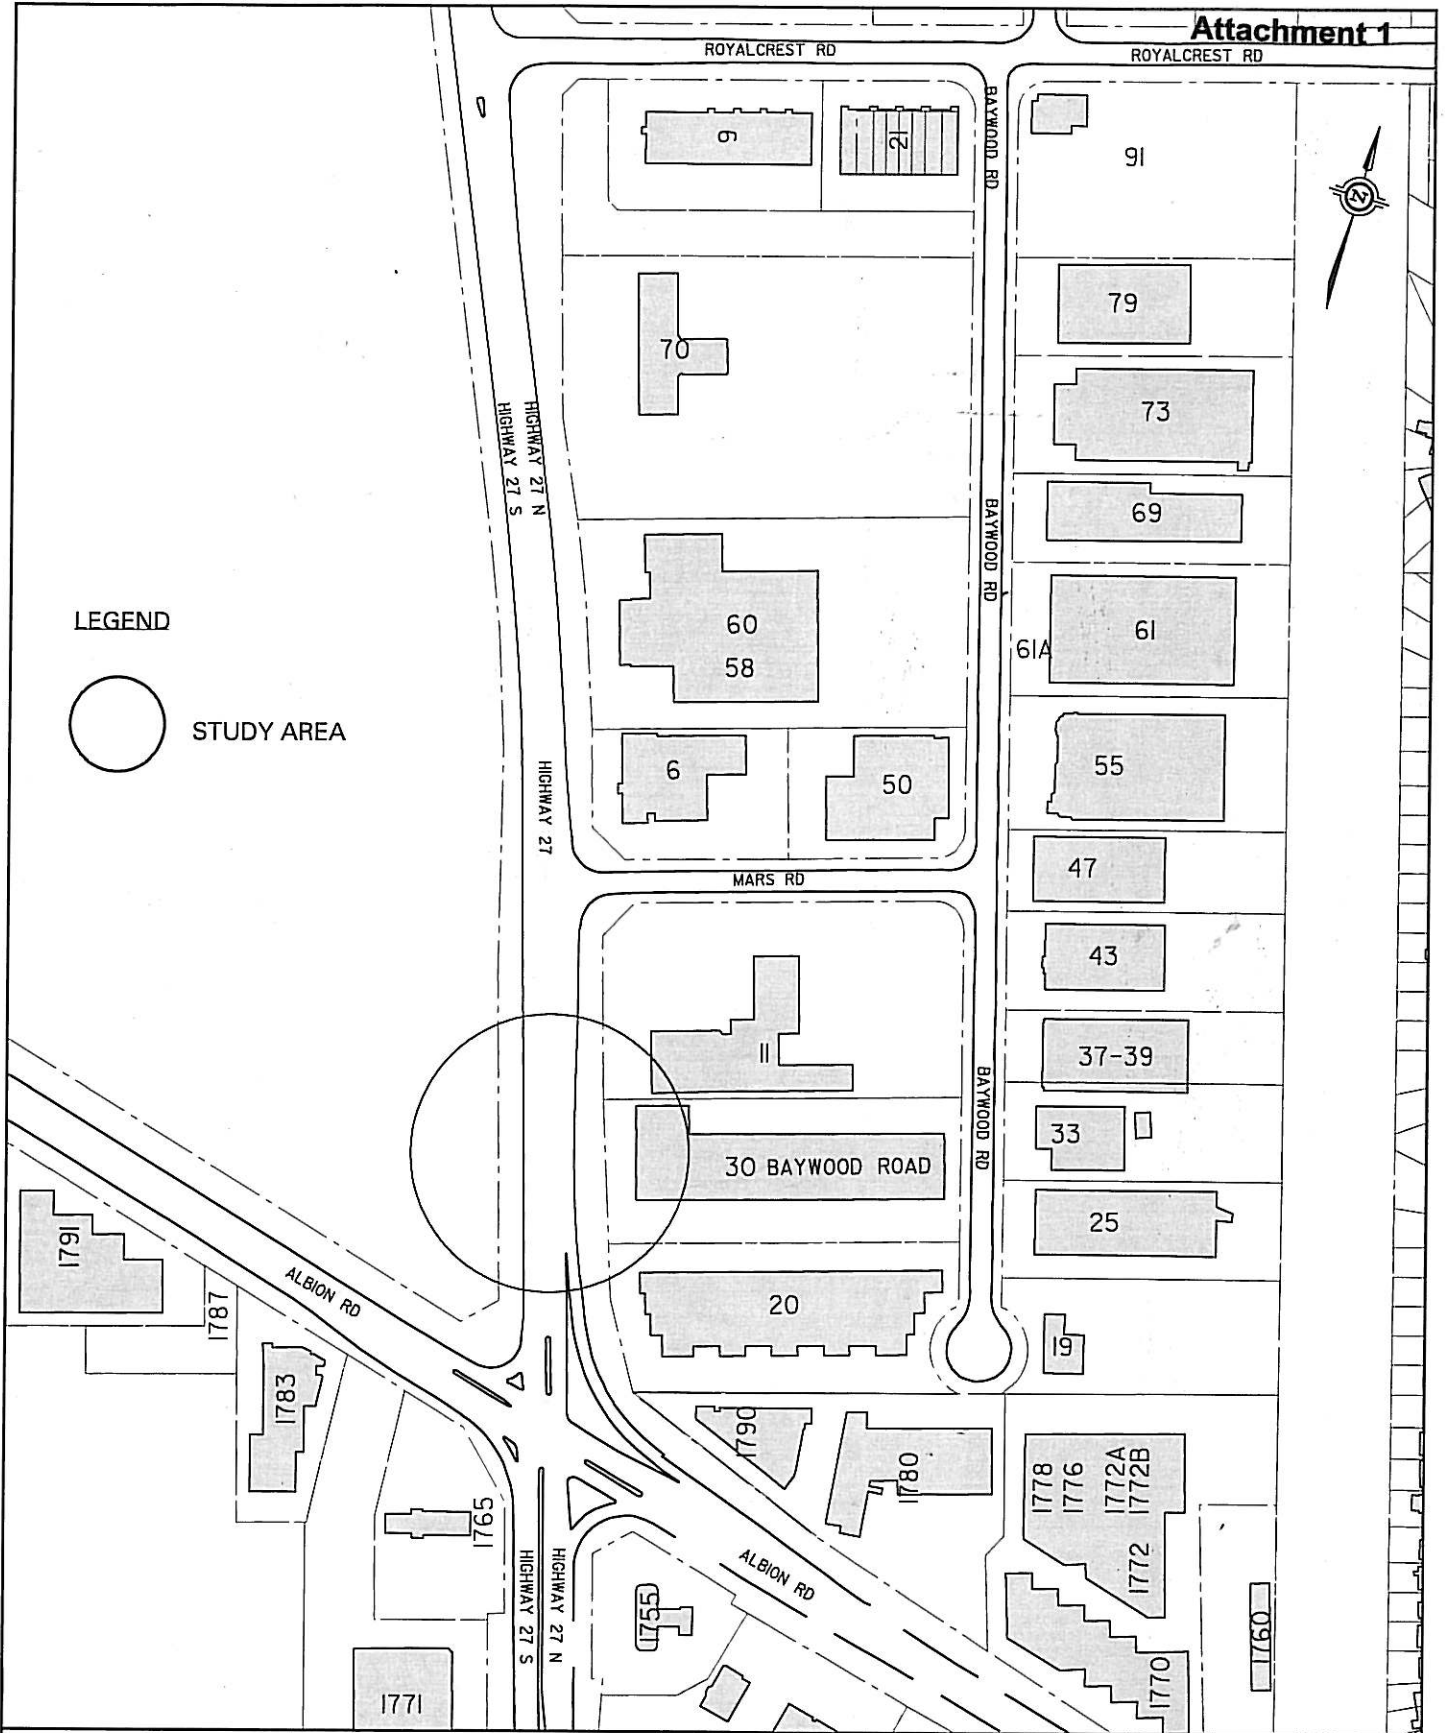 Attachment 1
ROYALCREST RD
ROYALCREST RD
BAYWOOD RD
9
21
91
N
79
70
73
HIGHWAY 27 N
HIGHWAY 27 S
69
BAYWOOD RD
60
58
61
61A
LEGEND
STUDY AREA
6
50
55
HIGHWAY 27
MARS RD
47
43
11
37-39
BAYWOOD RD
33
30 BAYWOOD ROAD
25
1791
ALBION RD
1787
20
19
1783
1790
1780
1778
1776
1772A
1772B
1772
1765
HIGHWAY 27 S
HIGHWAY 27 N
ALBION RD
1755
1760
1770
1771